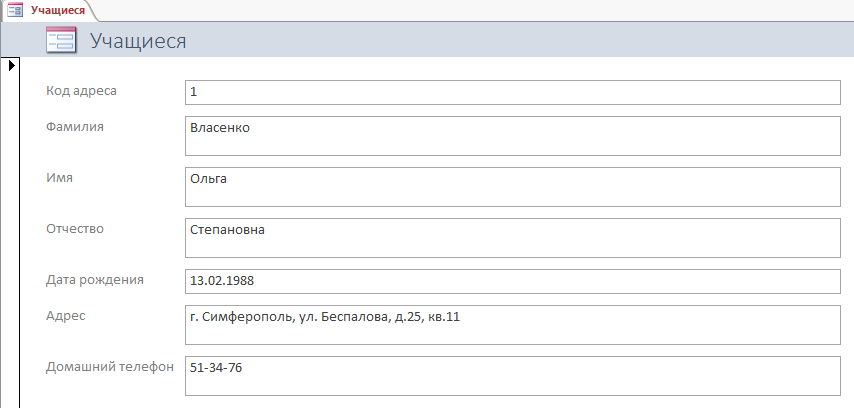 Учащиеся
Учащиеся
Код адреса 1
Фамилия Власенко
Имя Ольга
Отчество Степановна
Дата рождения 13.02.1988
Адрес г. Симферополь, ул. Беспалова, д.25, кв.11
Домашний телефон 51-34-76